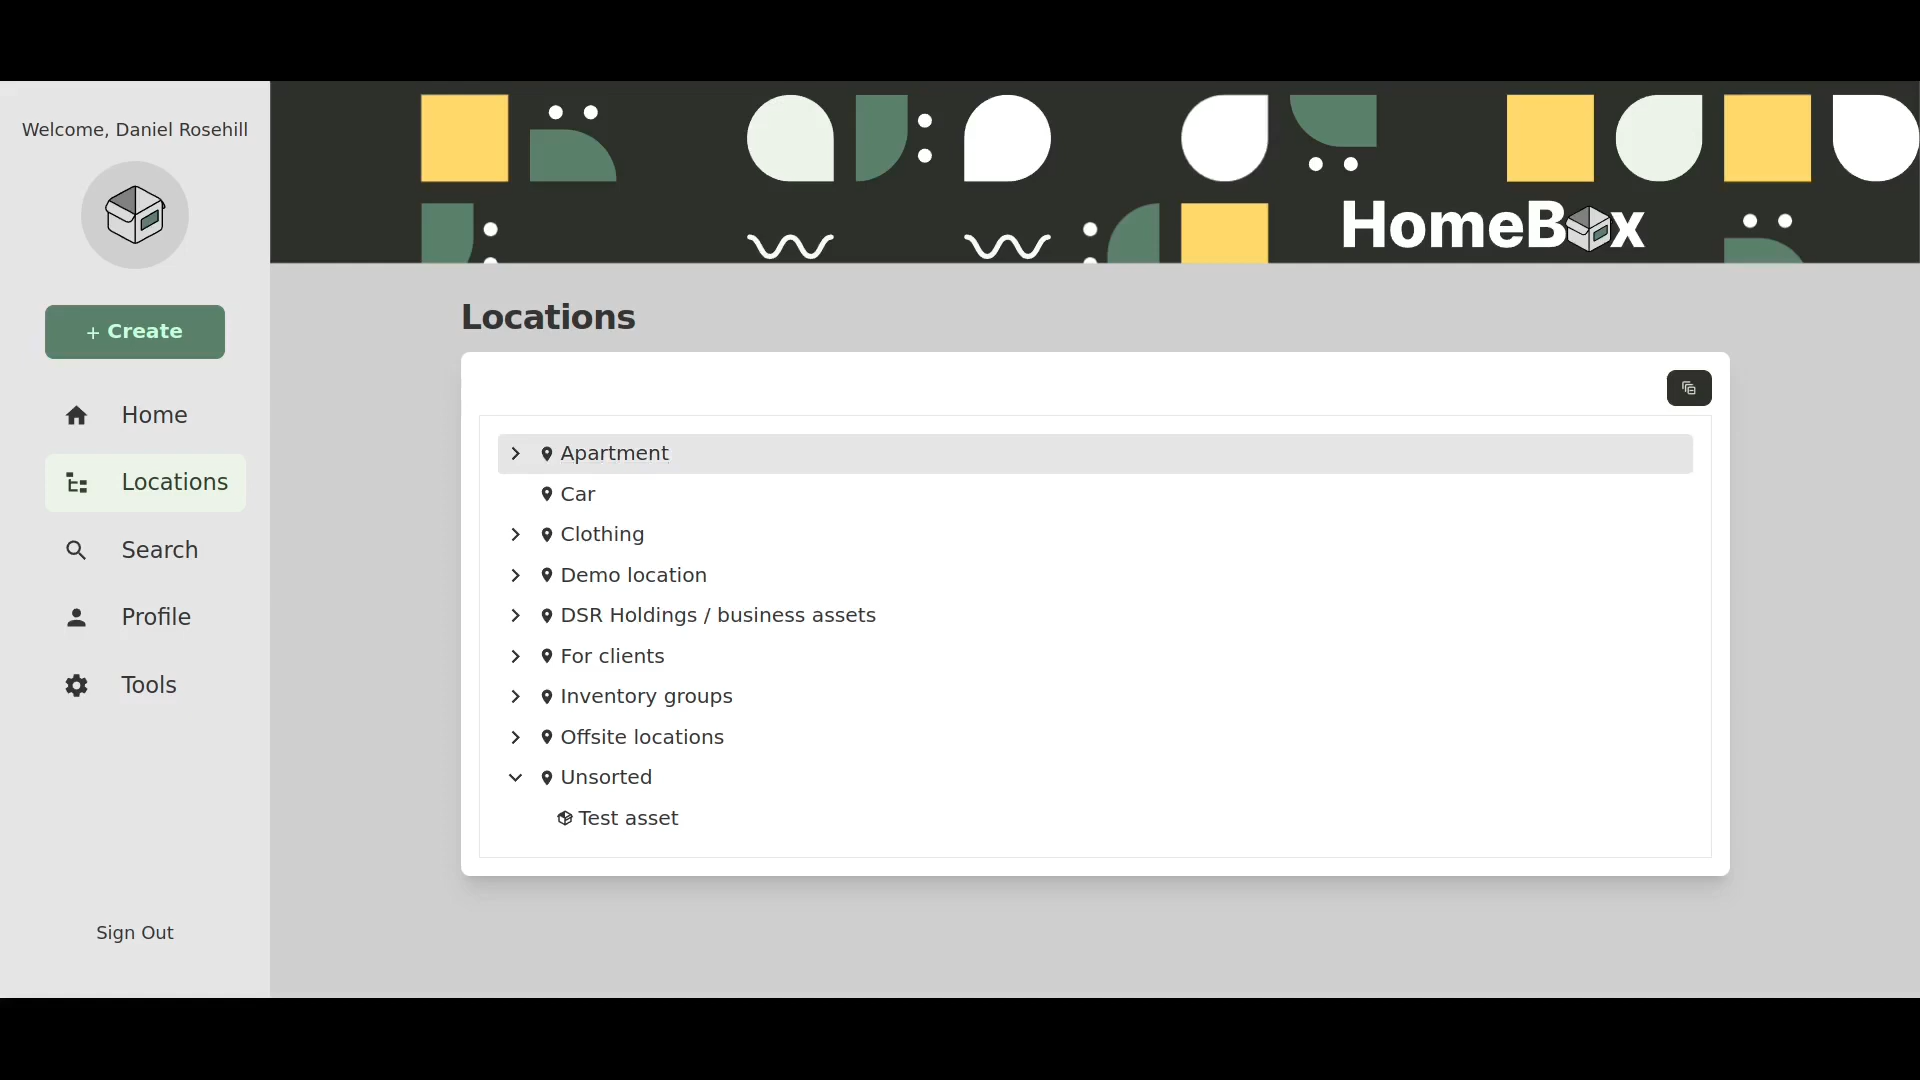 Welcome, Daniel Rosehill
+ Create
Home
Locations
Search
Profile
Tools
Sign Out
HomeBox
Locations
Apartment
Car
Clothing
Demo location
DSR Holdings / business assets
For clients
Inventory groups
Offsite locations
Unsorted
Test asset